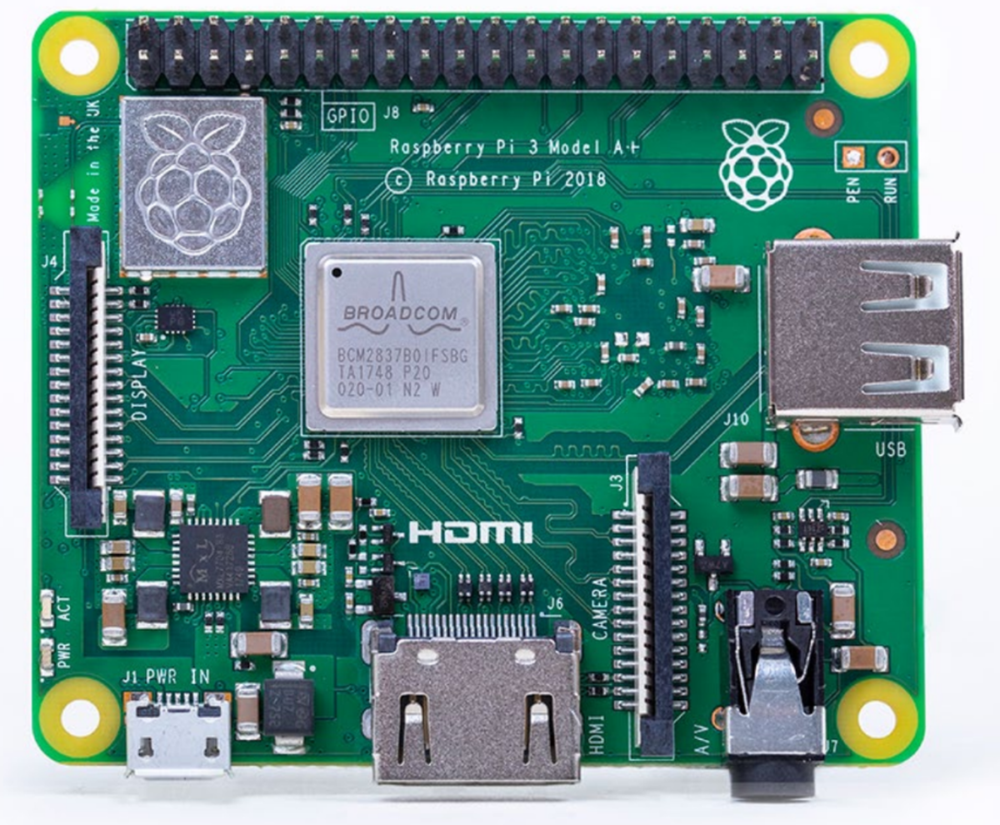 GPIO
J8
Made in the UK
Raspberry Pi 3 Model A+
© Raspberry Pi 2018
PEN
RUN
J4
BROADCOM®
BCM2837B0IFSBG
TA1748 P20
020-01 N2 W
DISPLAY
J10
USB
J3
HDMI
CAMERA
J6
ACT
PWR
J1 PWR IN
HDMI
A/V
J7